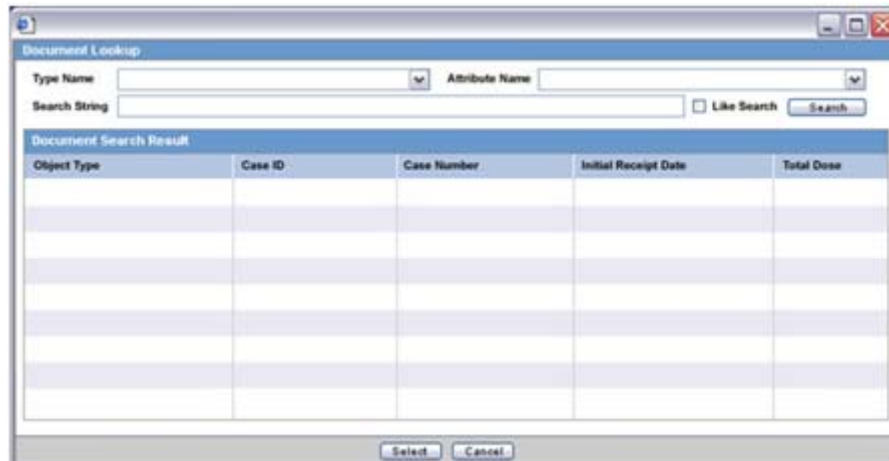 Document Lookup
Type Name Attribute Name
Search String Like Search Search
Document Search Result
Object Type Case ID Case Number Initial Receipt Date Total Dose
Select Cancel